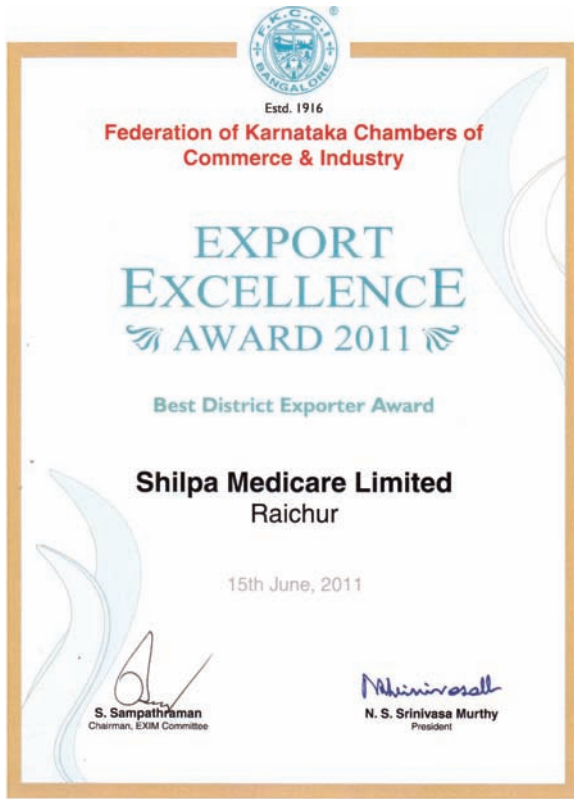 F.K.C.C.I
BANGALORE
®
Estd. 1916
Federation of Karnataka Chambers of
Commerce & Industry
EXPORT
EXCELLENCE
AWARD 2011
Best District Exporter Award
Shilpa Medicare Limited
Raichur
15th June, 2011
S. Sampathraman
Chairman, EXIM Committee
N. S. Srinivasa Murthy
President